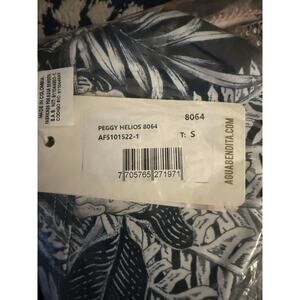 MADE IN COLOMBIA
8064
PEGGY HELIOS 8064
AF5101522-1
T: S
7 705765 271971
AGUABENDITA.COM